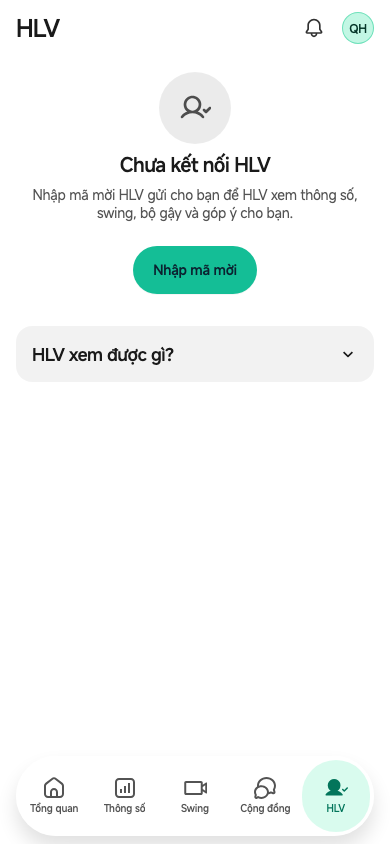 HLV
QH
Chưa kết nối HLV
Nhập mã mời HLV gửi cho bạn để HLV xem thông số,
swing, bộ gậy và góp ý cho bạn.
Nhập mã mời
HLV xem được gì?
Tổng quan
Thông số
Swing
Cộng đồng
HLV